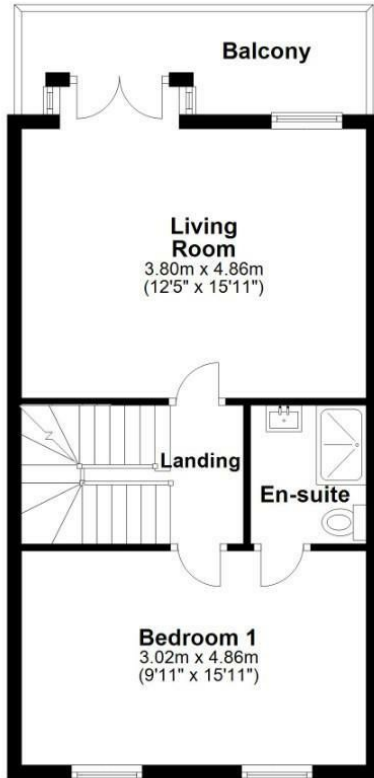 Balcony
Living
Room
3.80m x 4.86m
(12'5" x 15'11")
Landing
En-suite
Bedroom 1
3.02m x 4.86m
(9'11" x 15'11")